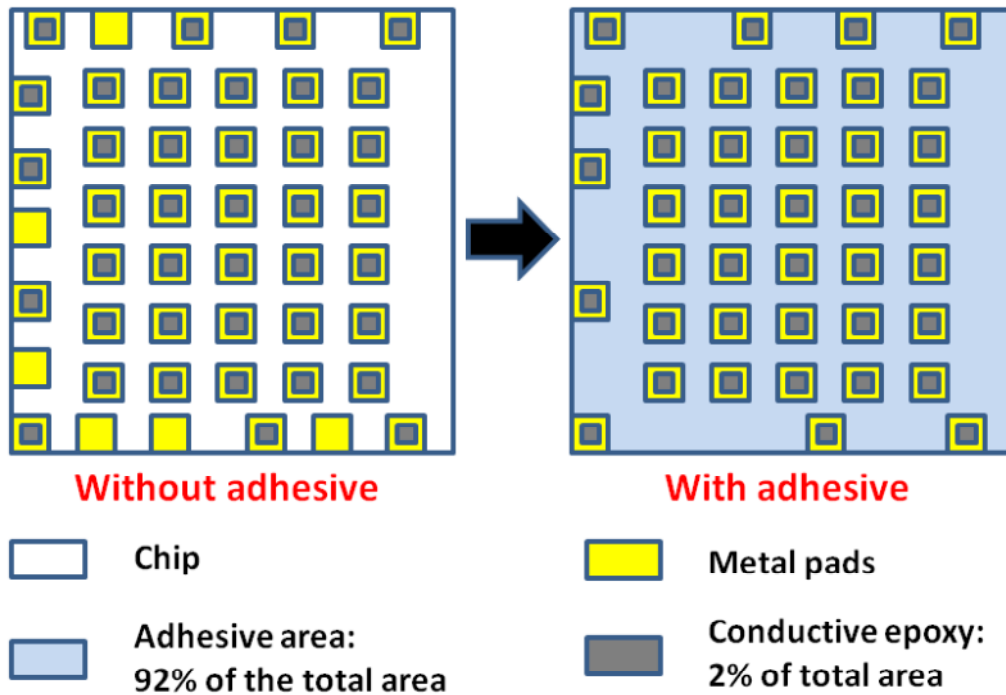 Without adhesive
With adhesive
Chip
Metal pads
Adhesive area:
92% of the total area
Conductive epoxy:
2% of total area